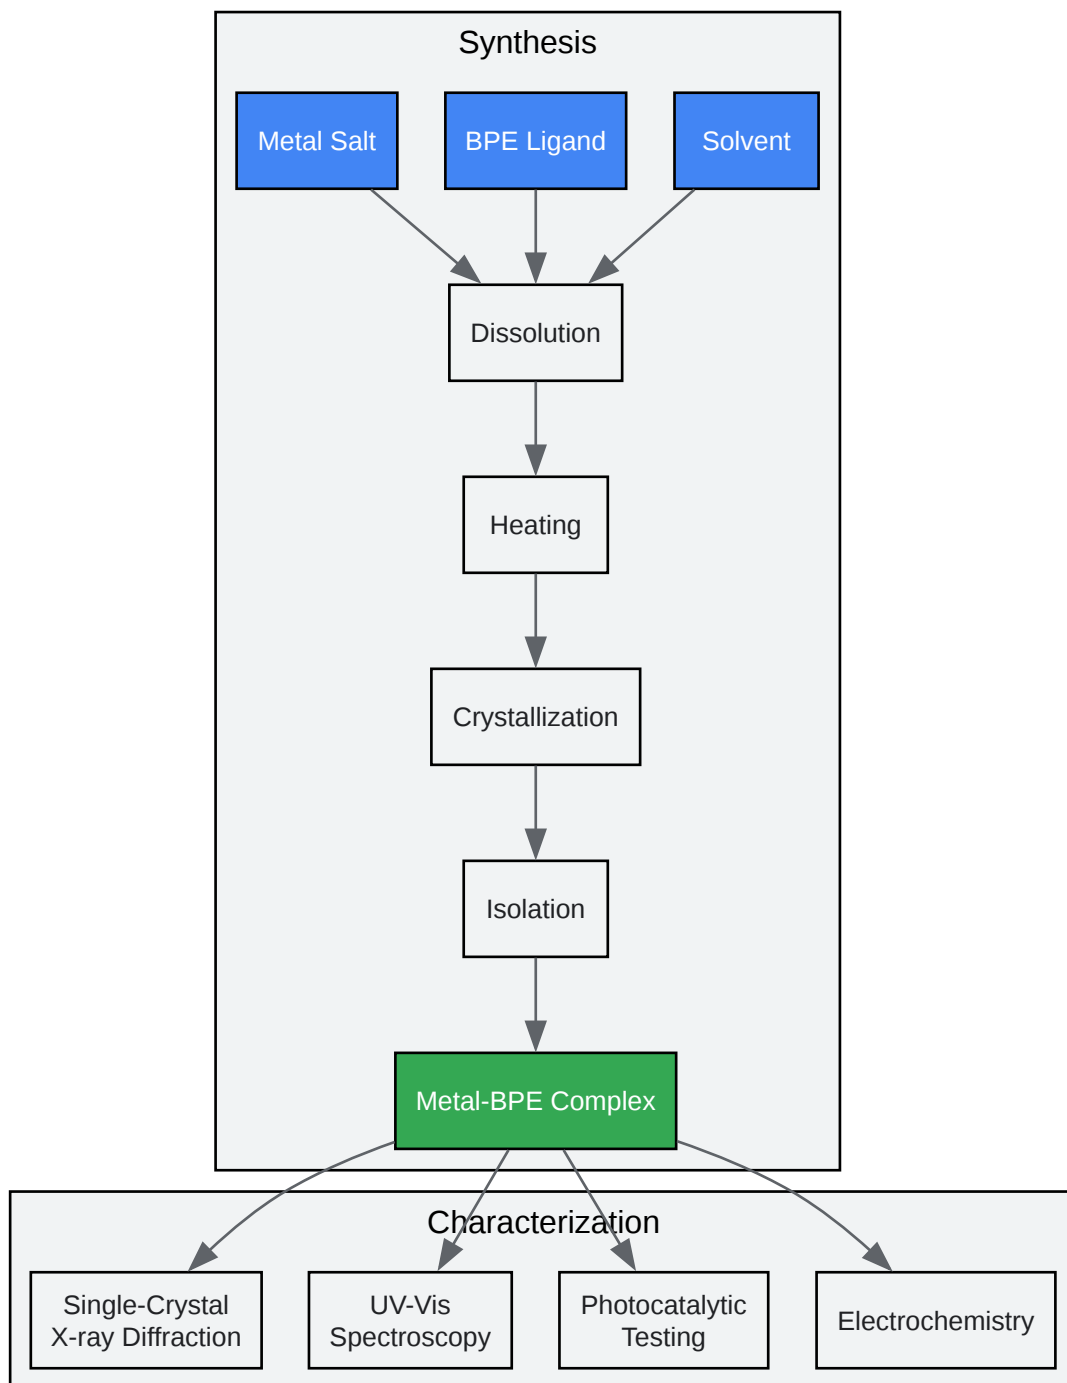 Synthesis
Metal Salt
BPE Ligand
Solvent
Dissolution
Heating
Crystallization
Isolation
Metal-BPE Complex
Characterization
Single-Crystal
X-ray Diffraction
UV-Vis
Spectroscopy
Photocatalytic
Testing
Electrochemistry